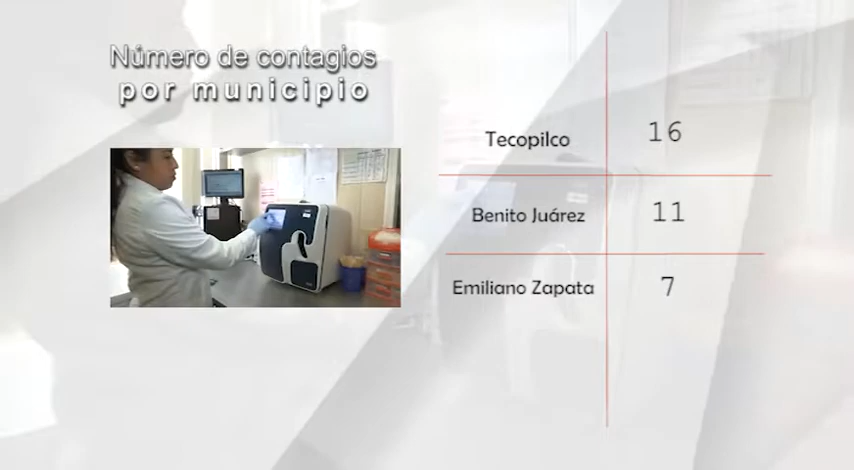 Número de contagios
por municipio
Tecopilco 16
Benito Juárez 11
Emiliano Zapata 7